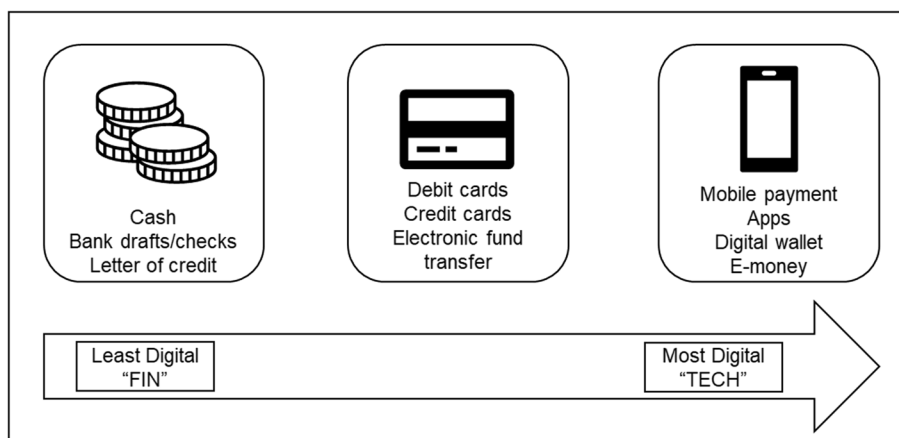 Cash
Bank drafts/checks
Letter of credit
Debit cards
Credit cards
Electronic fund
transfer
Mobile payment
Apps
Digital wallet
E-money
Least Digital
“FIN”
Most Digital
“TECH”